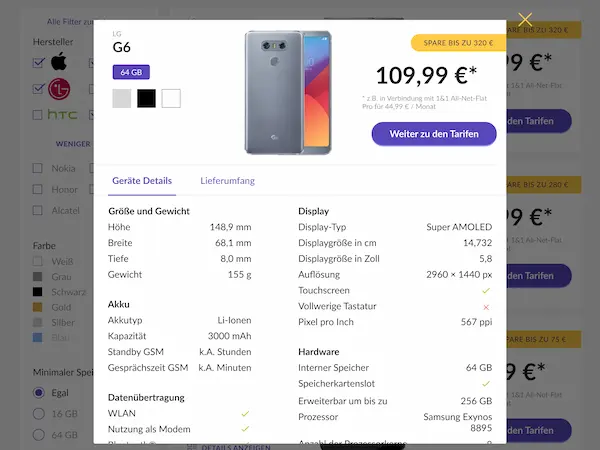 Alle Filter zur
Hersteller
LG
hTC
WENIGER
Nokia
Honor
Alcatel
Farbe
Weiß
Grau
Schwarz
Gold
Silber
Blau
Minimaler Spei
Egal
16 GB
64 GB
LG
G6
64 GB
SPARE BIS ZU 320 €
109,99 €*
* z.B. in Verbindung mit 1&1 All-Net-Flat
Pro für 44,99 € / Monat
Weiter zu den Tarifen
Geräte Details
Lieferumfang
Größe und Gewicht
Höhe 148,9 mm
Breite 68,1 mm
Tiefe 8,0 mm
Gewicht 155 g
Akku
Akkutyp Li-Ionen
Kapazität 3000 mAh
Standby GSM k.A. Stunden
Gesprächszeit GSM k.A. Minuten
Datenübertragung
WLAN
Nutzung als Modem
Display
Display-Typ Super AMOLED
Displaygröße in cm 14,732
Displaygröße in Zoll 5,8
Auflösung 2960 × 1440 px
Touchscreen
Vollwerige Tastatur
Pixel pro Inch 567 ppi
Hardware
Interner Speicher 64 GB
Speicherkartenslot
Erweiterbar um bis zu 256 GB
Prozessor Samsung Exynos
8895
Anzahl der Prozessorkerne 8
DETAILS ANZEIGEN
BIS ZU 320 €
9 €*
den Tarifen
SPARE BIS ZU 280 €
9 €*
den Tarifen
SPARE BIS ZU 75 €
9 €*
den Tarifen